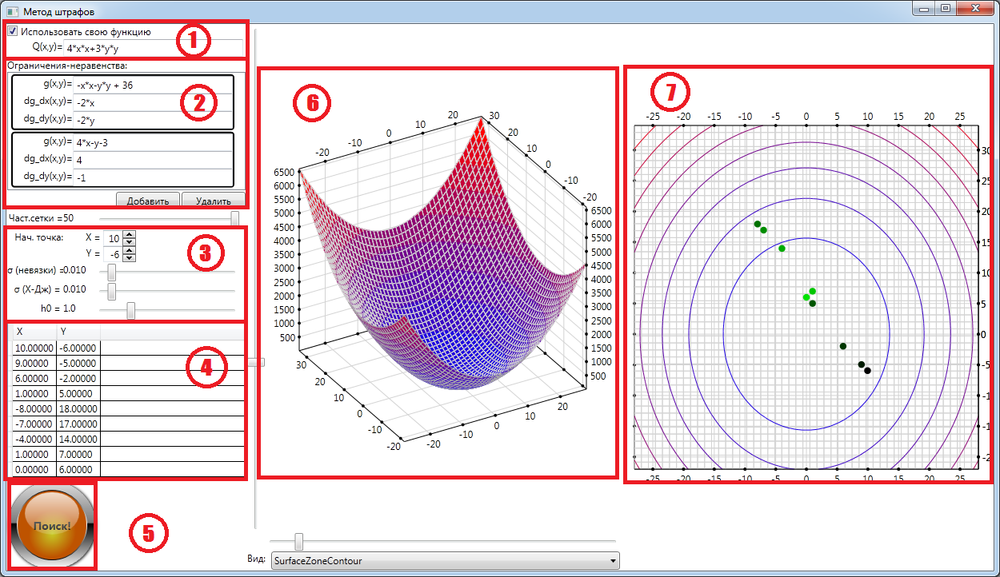 Метод штрафов
Использовать свою функцию
Q(x,y)= 4*x*x+3*y*y
1
Ограничения-неравенства:
g(x,y)= -x*x-y*y + 36
dg_dx(x,y)= -2*x
dg_dy(x,y)= -2*y
2
g(x,y)= 4*x-y-3
dg_dx(x,y)= 4
dg_dy(x,y)= -1
Добавить Удалить
Част.сетки =50
Нач. точка: X = 10
Y = -6
3
σ (невязки) =0.010
σ (Х-Дж) = 0.010
h0 = 1.0
X Y
10.00000 -6.00000
9.00000 -5.00000
6.00000 -2.00000
1.00000 5.00000
-8.00000 18.00000
-7.00000 17.00000
-4.00000 14.00000
1.00000 7.00000
0.00000 6.00000
4
Поиск!
5
6
-20 -10 0 10 20
30 20 10 0 -10 -20
6500
6000
5500
5000
4500
4000
3500
3000
2500
2000
1500
1000
500
6500
6000
5500
5000
4500
4000
3500
3000
2500
2000
1500
1000
500
30 20 10 0 -10 -20
-20 -10 0 10 20
Вид: SurfaceZoneContour
7
-25 -20 -15 -10 -5 0 5 10 15 20 25
30
25
20
15
10
5
0
-5
-1
-1
-2
-25 -20 -15 -10 -5 0 5 10 15 20 25